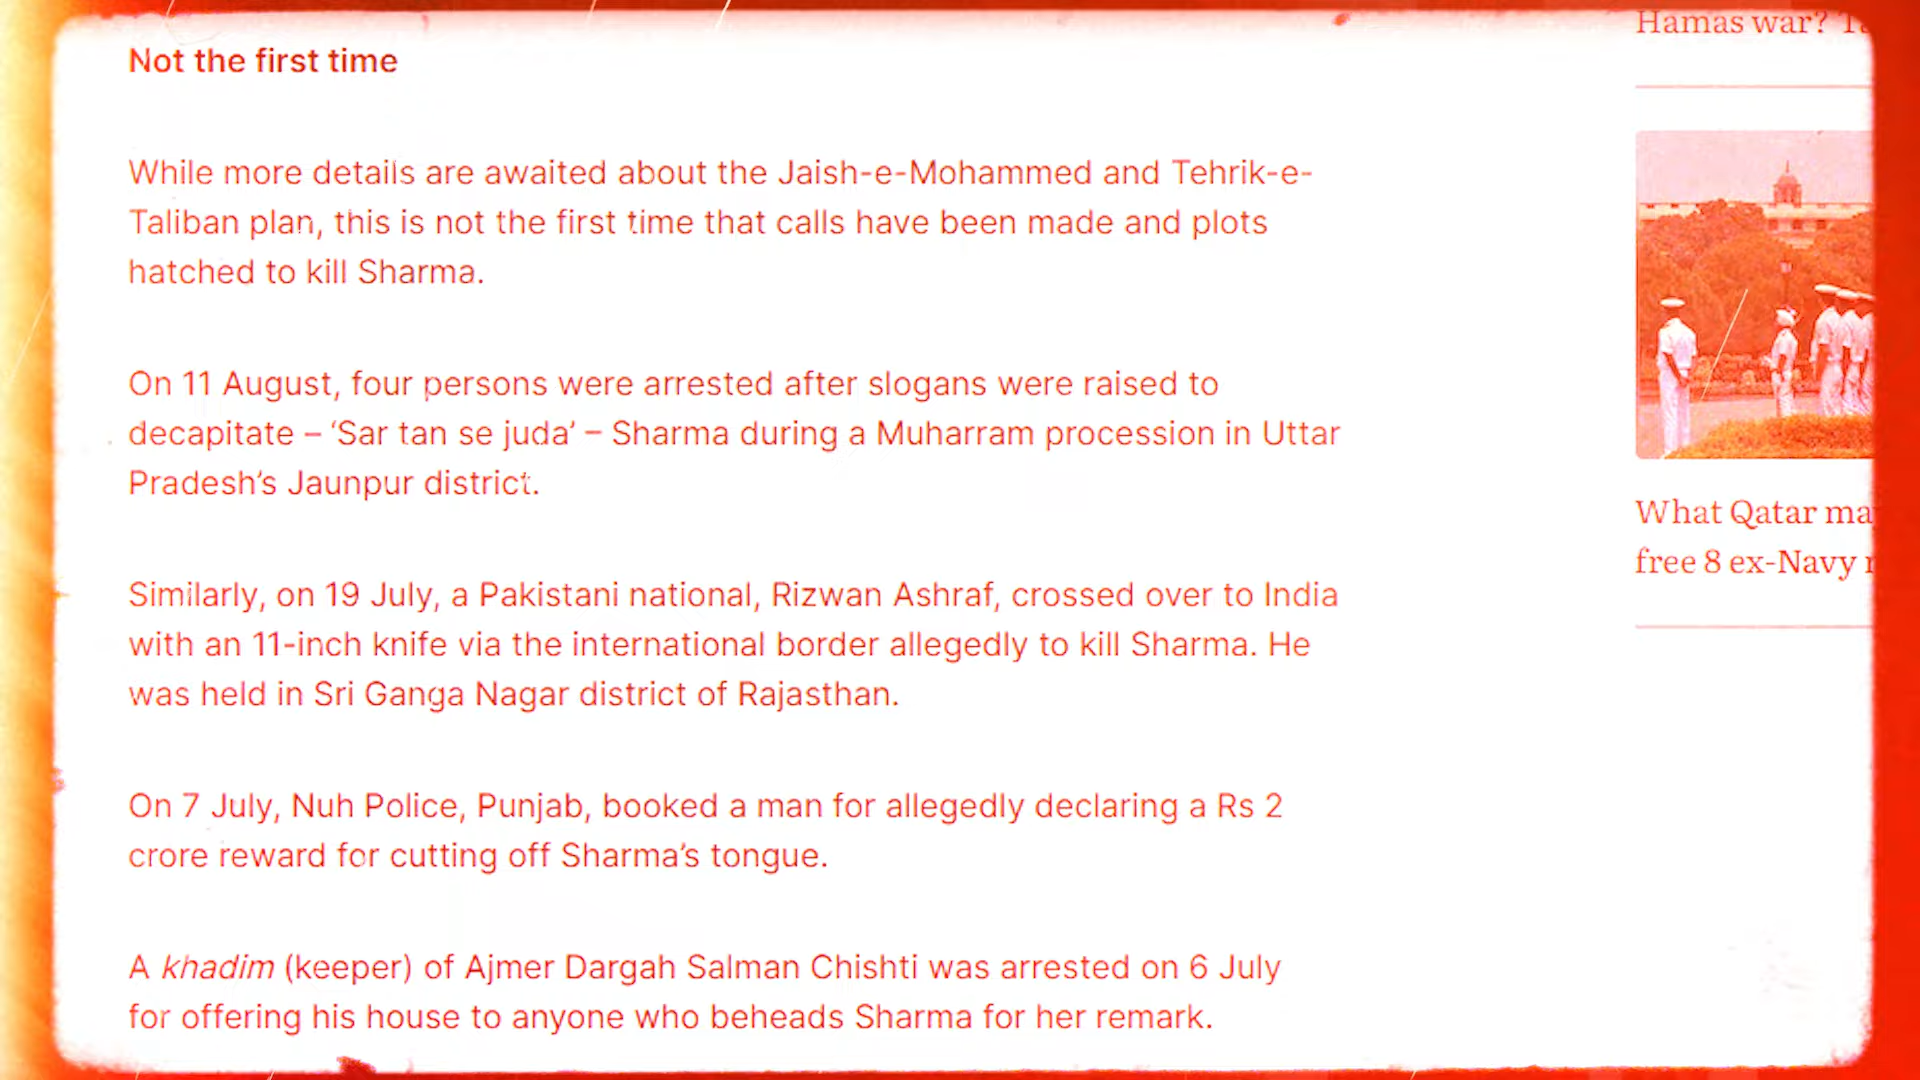 Not the first time
While more details are awaited about the Jaish-e-Mohammed and Tehrik-e-
Taliban plan, this is not the first time that calls have been made and plots
hatched to kill Sharma.
On 11 August, four persons were arrested after slogans were raised to
decapitate – ‘Sar tan se juda’ – Sharma during a Muharram procession in Uttar
Pradesh’s Jaunpur district.
Similarly, on 19 July, a Pakistani national, Rizwan Ashraf, crossed over to India
with an 11-inch knife via the international border allegedly to kill Sharma. He
was held in Sri Ganga Nagar district of Rajasthan.
On 7 July, Nuh Police, Punjab, booked a man for allegedly declaring a Rs 2
crore reward for cutting off Sharma’s tongue.
A khadim (keeper) of Ajmer Dargah Salman Chishti was arrested on 6 July
for offering his house to anyone who beheads Sharma for her remark.
Hamas war?
What Qatar
free 8 ex-Navy